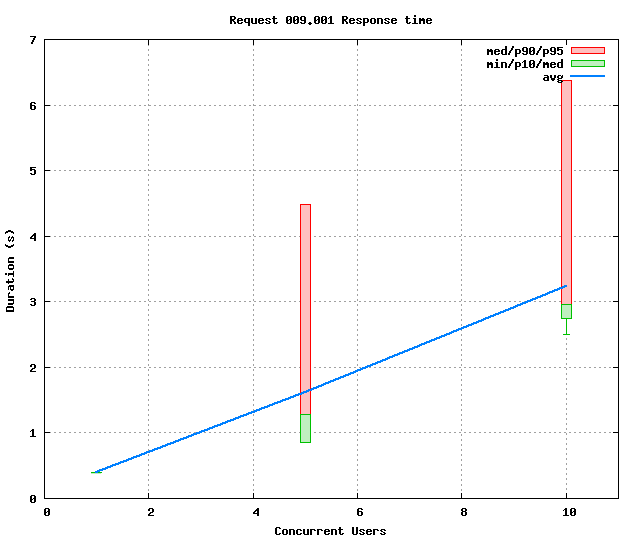 Request 009.001 Response time
med/p90/p95
min/p10/med
avg
7
6
5
4
3
2
1
0
Duration (s)
0 2 4 6 8 10
Concurrent Users